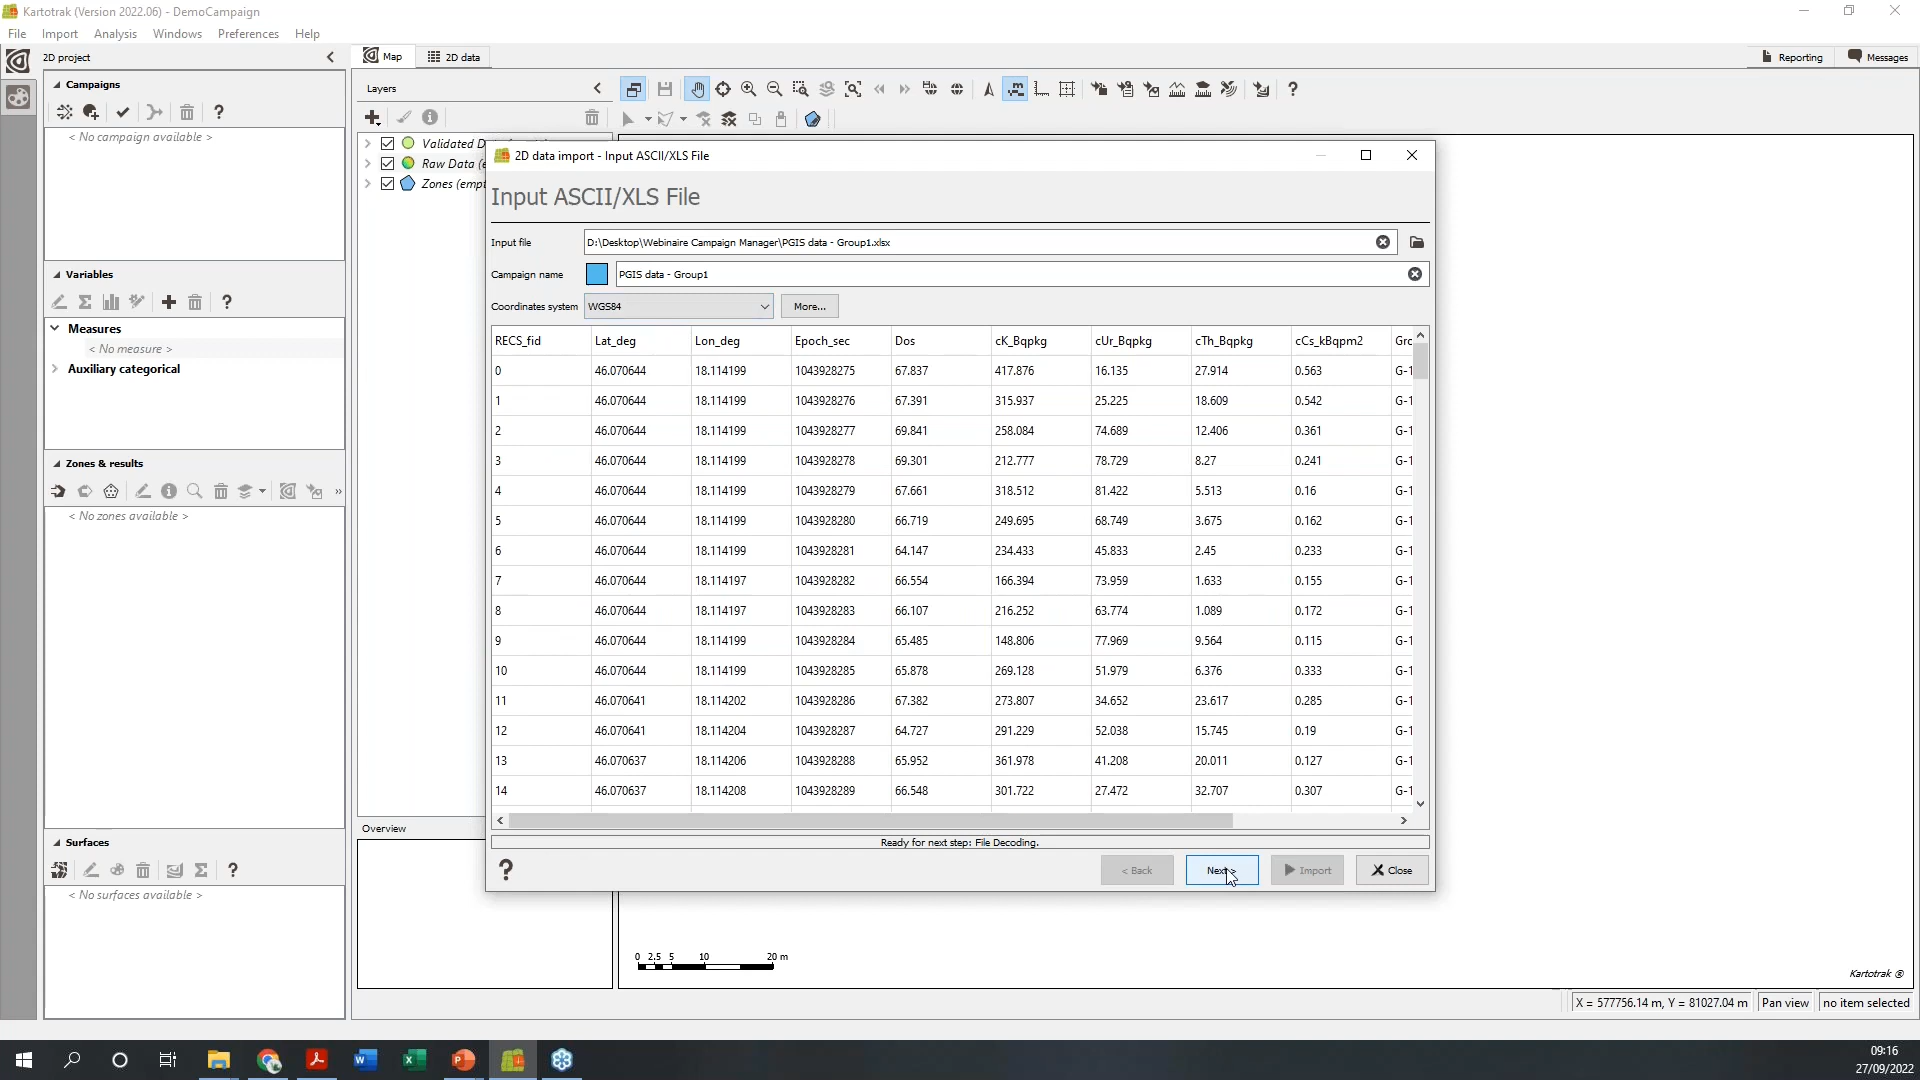 Kartotrak (Version 2022.06) - DemoCampaign
File Import Analysis Windows Preferences Help
2D project
Map 2D data
Reporting Messages
Campaigns
< No campaign available >
Variables
Measures
< No measure >
Auxiliary categorical
Zones & results
< No zones available >
Surfaces
< No surfaces available >
Layers
Validated D
Raw Data (e
Zones (empt
Overview
2D data import - Input ASCII/XLS File
Input ASCII/XLS File
Input file D:\Desktop\Webinaire Campaign Manager\PGIS data - Group1.xlsx
Campaign name PGIS data - Group1
Coordinates system WGS84 More...
RECS_fid Lat_deg Lon_deg Epoch_sec Dos cK_Bqpkg cUr_Bqpkg cTh_Bqpkg cCs_kBqpm2 Grc
0 46.070644 18.114199 1043928275 67.837 417.876 16.135 27.914 0.563 G-1
1 46.070644 18.114199 1043928276 67.391 315.937 25.225 18.609 0.542 G-1
2 46.070644 18.114199 1043928277 69.841 258.084 74.689 12.406 0.361 G-1
3 46.070644 18.114199 1043928278 69.301 212.777 78.729 8.27 0.241 G-1
4 46.070644 18.114199 1043928279 67.661 318.512 81.422 5.513 0.16 G-1
5 46.070644 18.114199 1043928280 66.719 249.695 68.749 3.675 0.162 G-1
6 46.070644 18.114199 1043928281 64.147 234.433 45.833 2.45 0.233 G-1
7 46.070644 18.114197 1043928282 66.554 166.394 73.959 1.633 0.155 G-1
8 46.070644 18.114197 1043928283 66.107 216.252 63.774 1.089 0.172 G-1
9 46.070644 18.114199 1043928284 65.485 148.806 77.969 9.564 0.115 G-1
10 46.070644 18.114199 1043928285 65.878 269.128 51.979 6.376 0.333 G-1
11 46.070641 18.114202 1043928286 67.382 273.807 34.652 23.617 0.285 G-1
12 46.070641 18.114204 1043928287 64.727 291.229 52.038 15.745 0.19 G-1
13 46.070637 18.114206 1043928288 65.952 361.978 41.208 20.011 0.127 G-1
14 46.070637 18.114208 1043928289 66.548 301.722 27.472 32.707 0.307 G-1
Ready for next step: File Decoding.
< Back Next > Import Close
0 2.5 5 10 20 m
Kartotrak ®
X = 577756.14 m, Y = 81027.04 m Pan view no item selected
09:16
27/09/2022